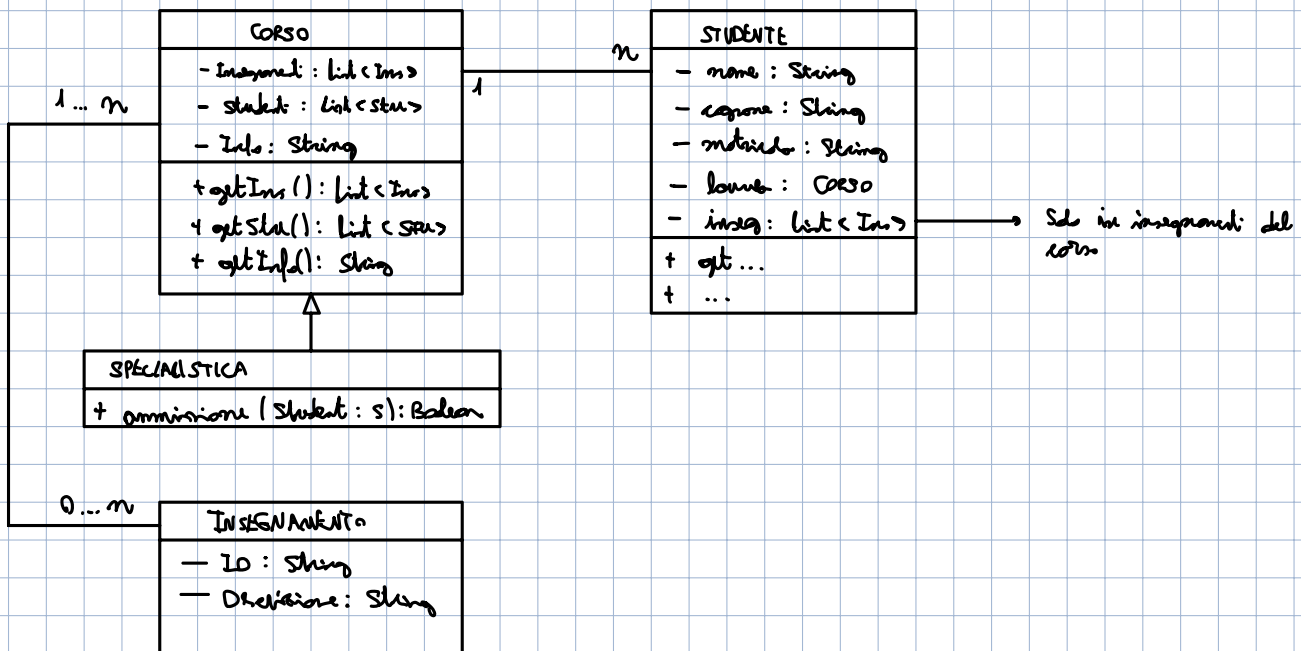 CORSO
- Insegnamenti : List<Ins>
- Student : List<Stu>
- Info : String
+ getIns() : List<Ins>
+ getStu() : List<STU>
+ getInfo() : String
1
n
1 ... n
STUDENTE
- nome : String
- cognome : String
- matricola : String
- laurea : CORSO
- inseg : List<Ins>
+ get ...
+ ...
Solo in insegnamenti del
corso
SPECIALISTICA
+ ammissione (Student : s) : Boolean
0 ... n
INSEGNAMENTO
- ID : String
- Descrizione : String